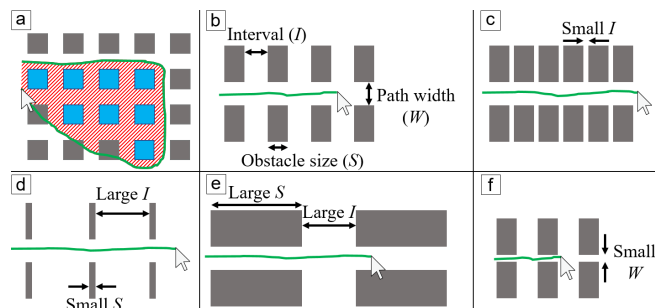 a
b
Interval (I)
Path width
(W)
Obstacle size (S)
c
Small I
d
Large I
Small S
e
Large S
Large I
f
Small
W